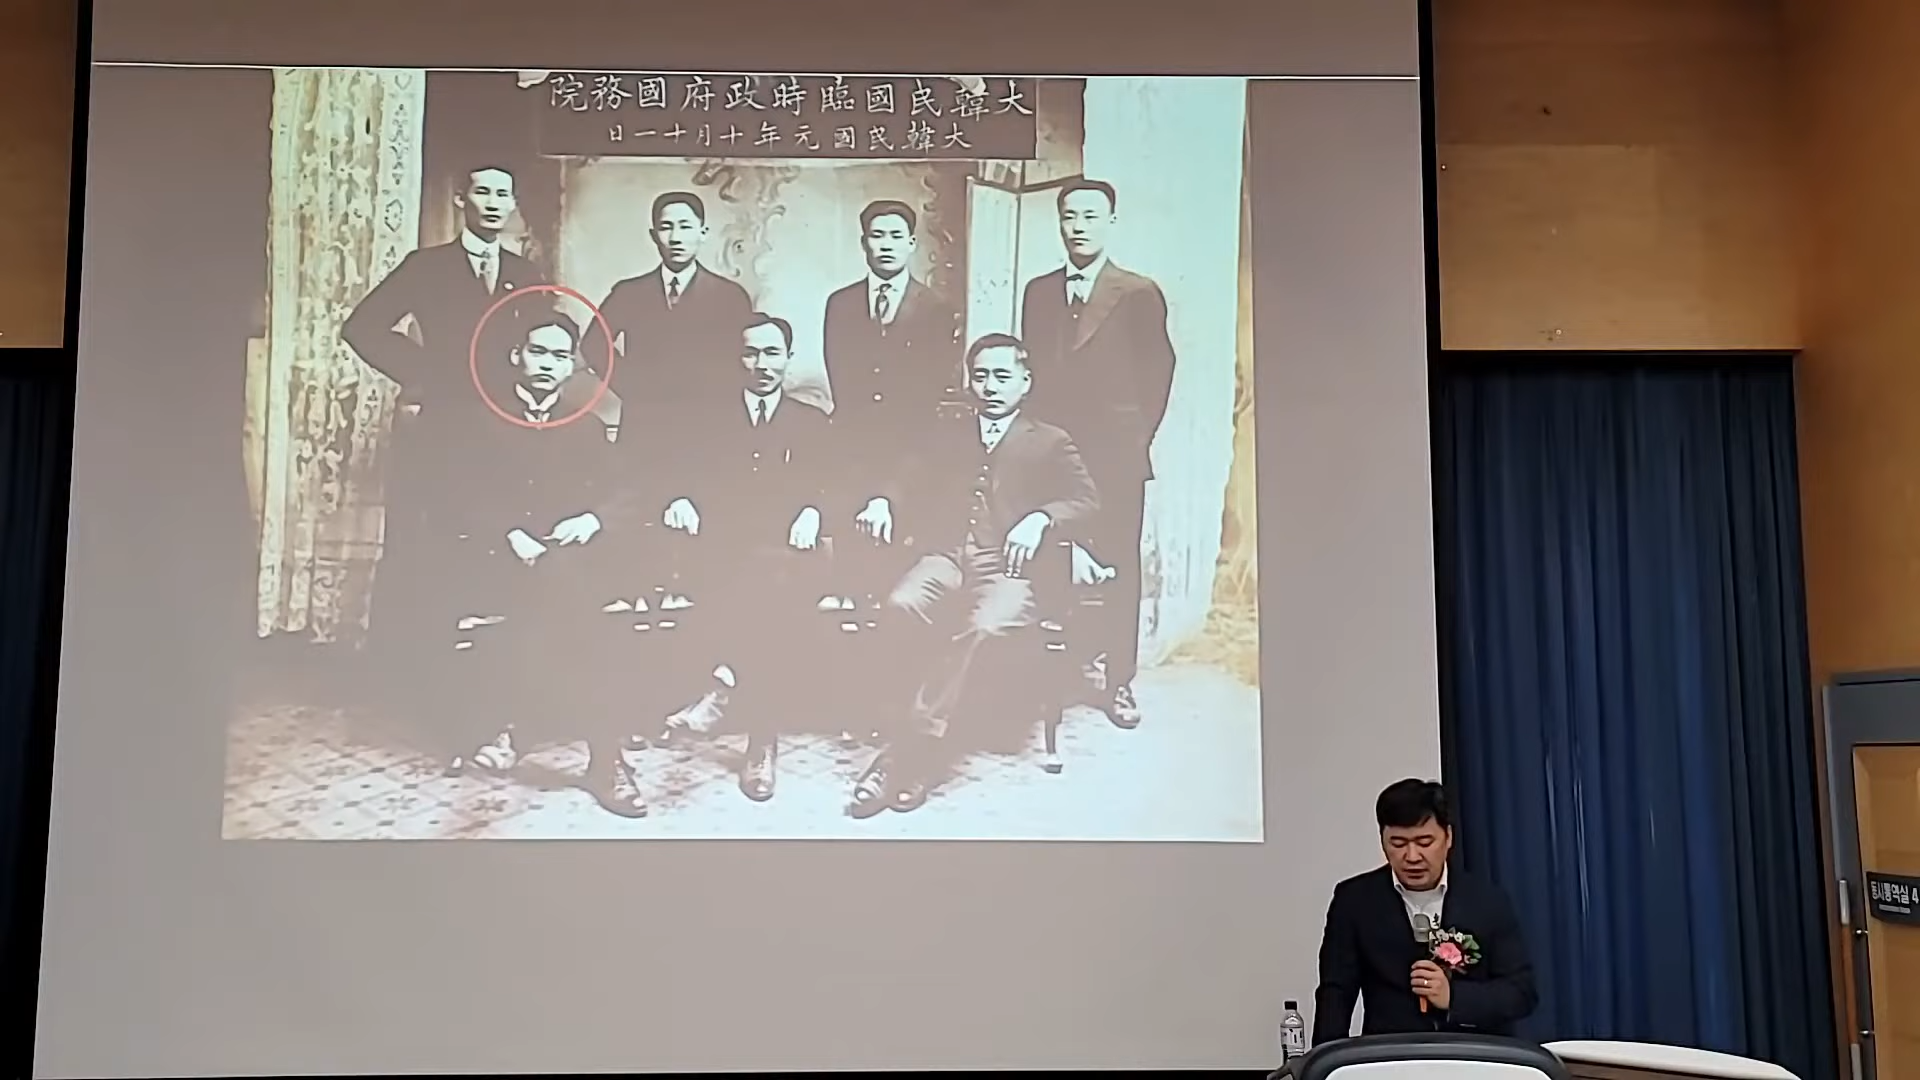 大韓民國臨時政府國務院
大韓民國元年十月十一日
동시통역실 4